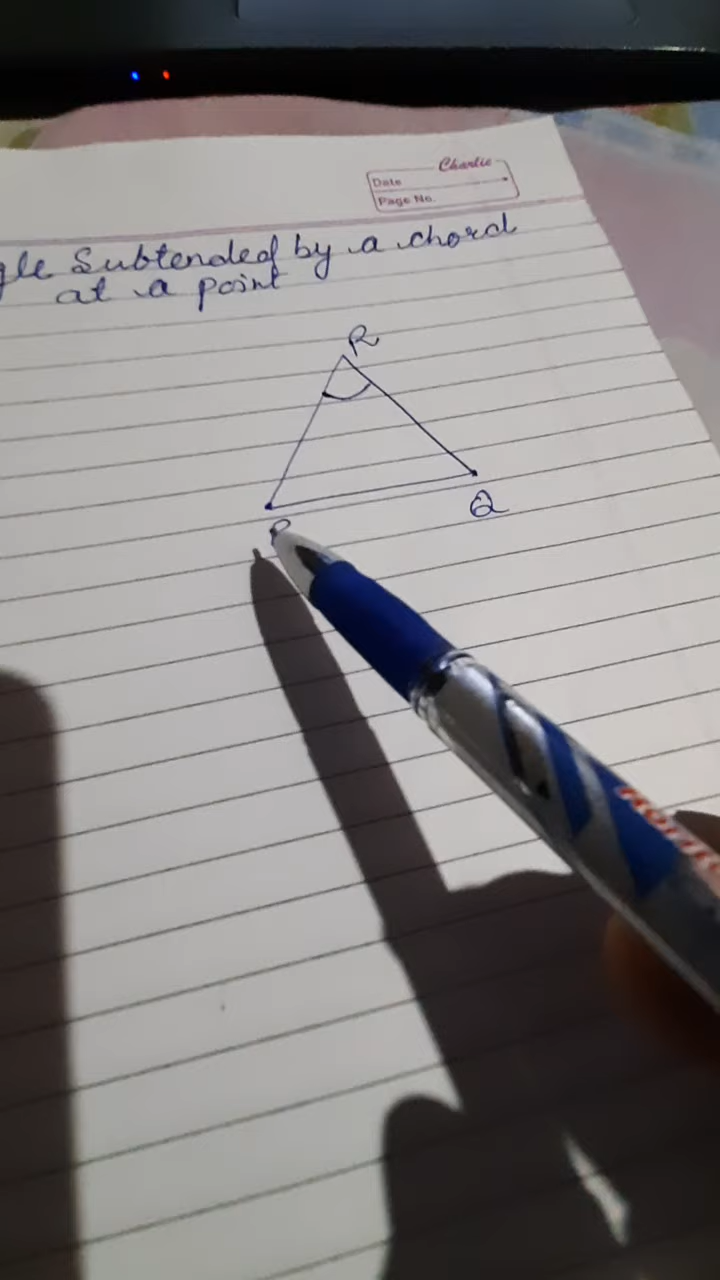 Charlie
Date
Page No.
gle Subtended by a chord
at a point
R
Q
P